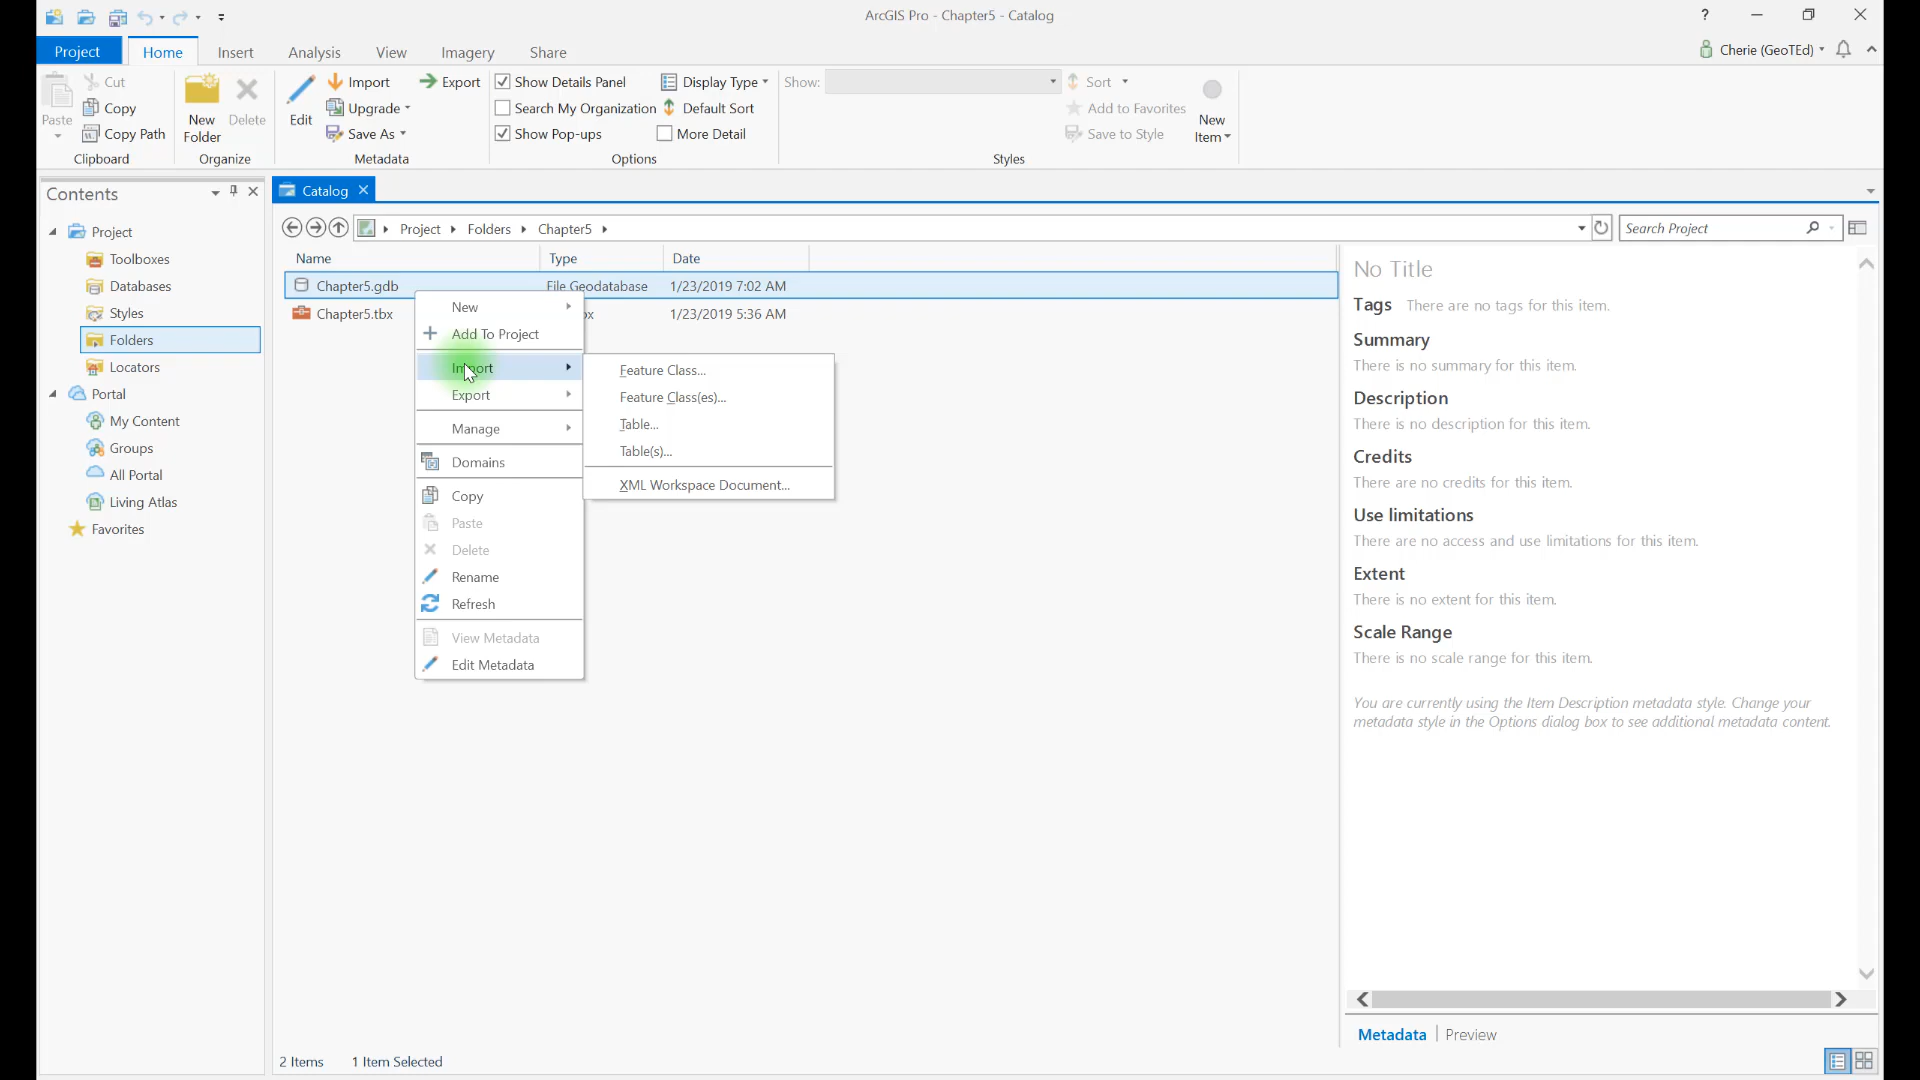 ArcGIS Pro - Chapter5 - Catalog
?
Project Home Insert Analysis View Imagery Share
Cherie (GeoTEd)
Paste
Cut
Copy
Copy Path
Clipboard
New Folder
Delete
Organize
Edit
Import
Upgrade
Save As
Export
Metadata
Show Details Panel
Search My Organization
Show Pop-ups
Display Type
Default Sort
More Detail
Options
Show:
Sort
Add to Favorites
Save to Style
New Item
Styles
Contents
Project
Toolboxes
Databases
Styles
Folders
Locators
Portal
My Content
Groups
All Portal
Living Atlas
Favorites
Catalog
Project Folders Chapter5
Search Project
Name Type Date
Chapter5.gdb File Geodatabase 1/23/2019 7:02 AM
Chapter5.tbx ox 1/23/2019 5:36 AM
New
Add To Project
Import
Export
Manage
Domains
Copy
Paste
Delete
Rename
Refresh
View Metadata
Edit Metadata
Feature Class...
Feature Class(es)...
Table...
Table(s)...
XML Workspace Document...
No Title
Tags There are no tags for this item.
Summary
There is no summary for this item.
Description
There is no description for this item.
Credits
There are no credits for this item.
Use limitations
There are no access and use limitations for this item.
Extent
There is no extent for this item.
Scale Range
There is no scale range for this item.
You are currently using the Item Description metadata style. Change your
metadata style in the Options dialog box to see additional metadata content.
Metadata Preview
2 Items 1 Item Selected